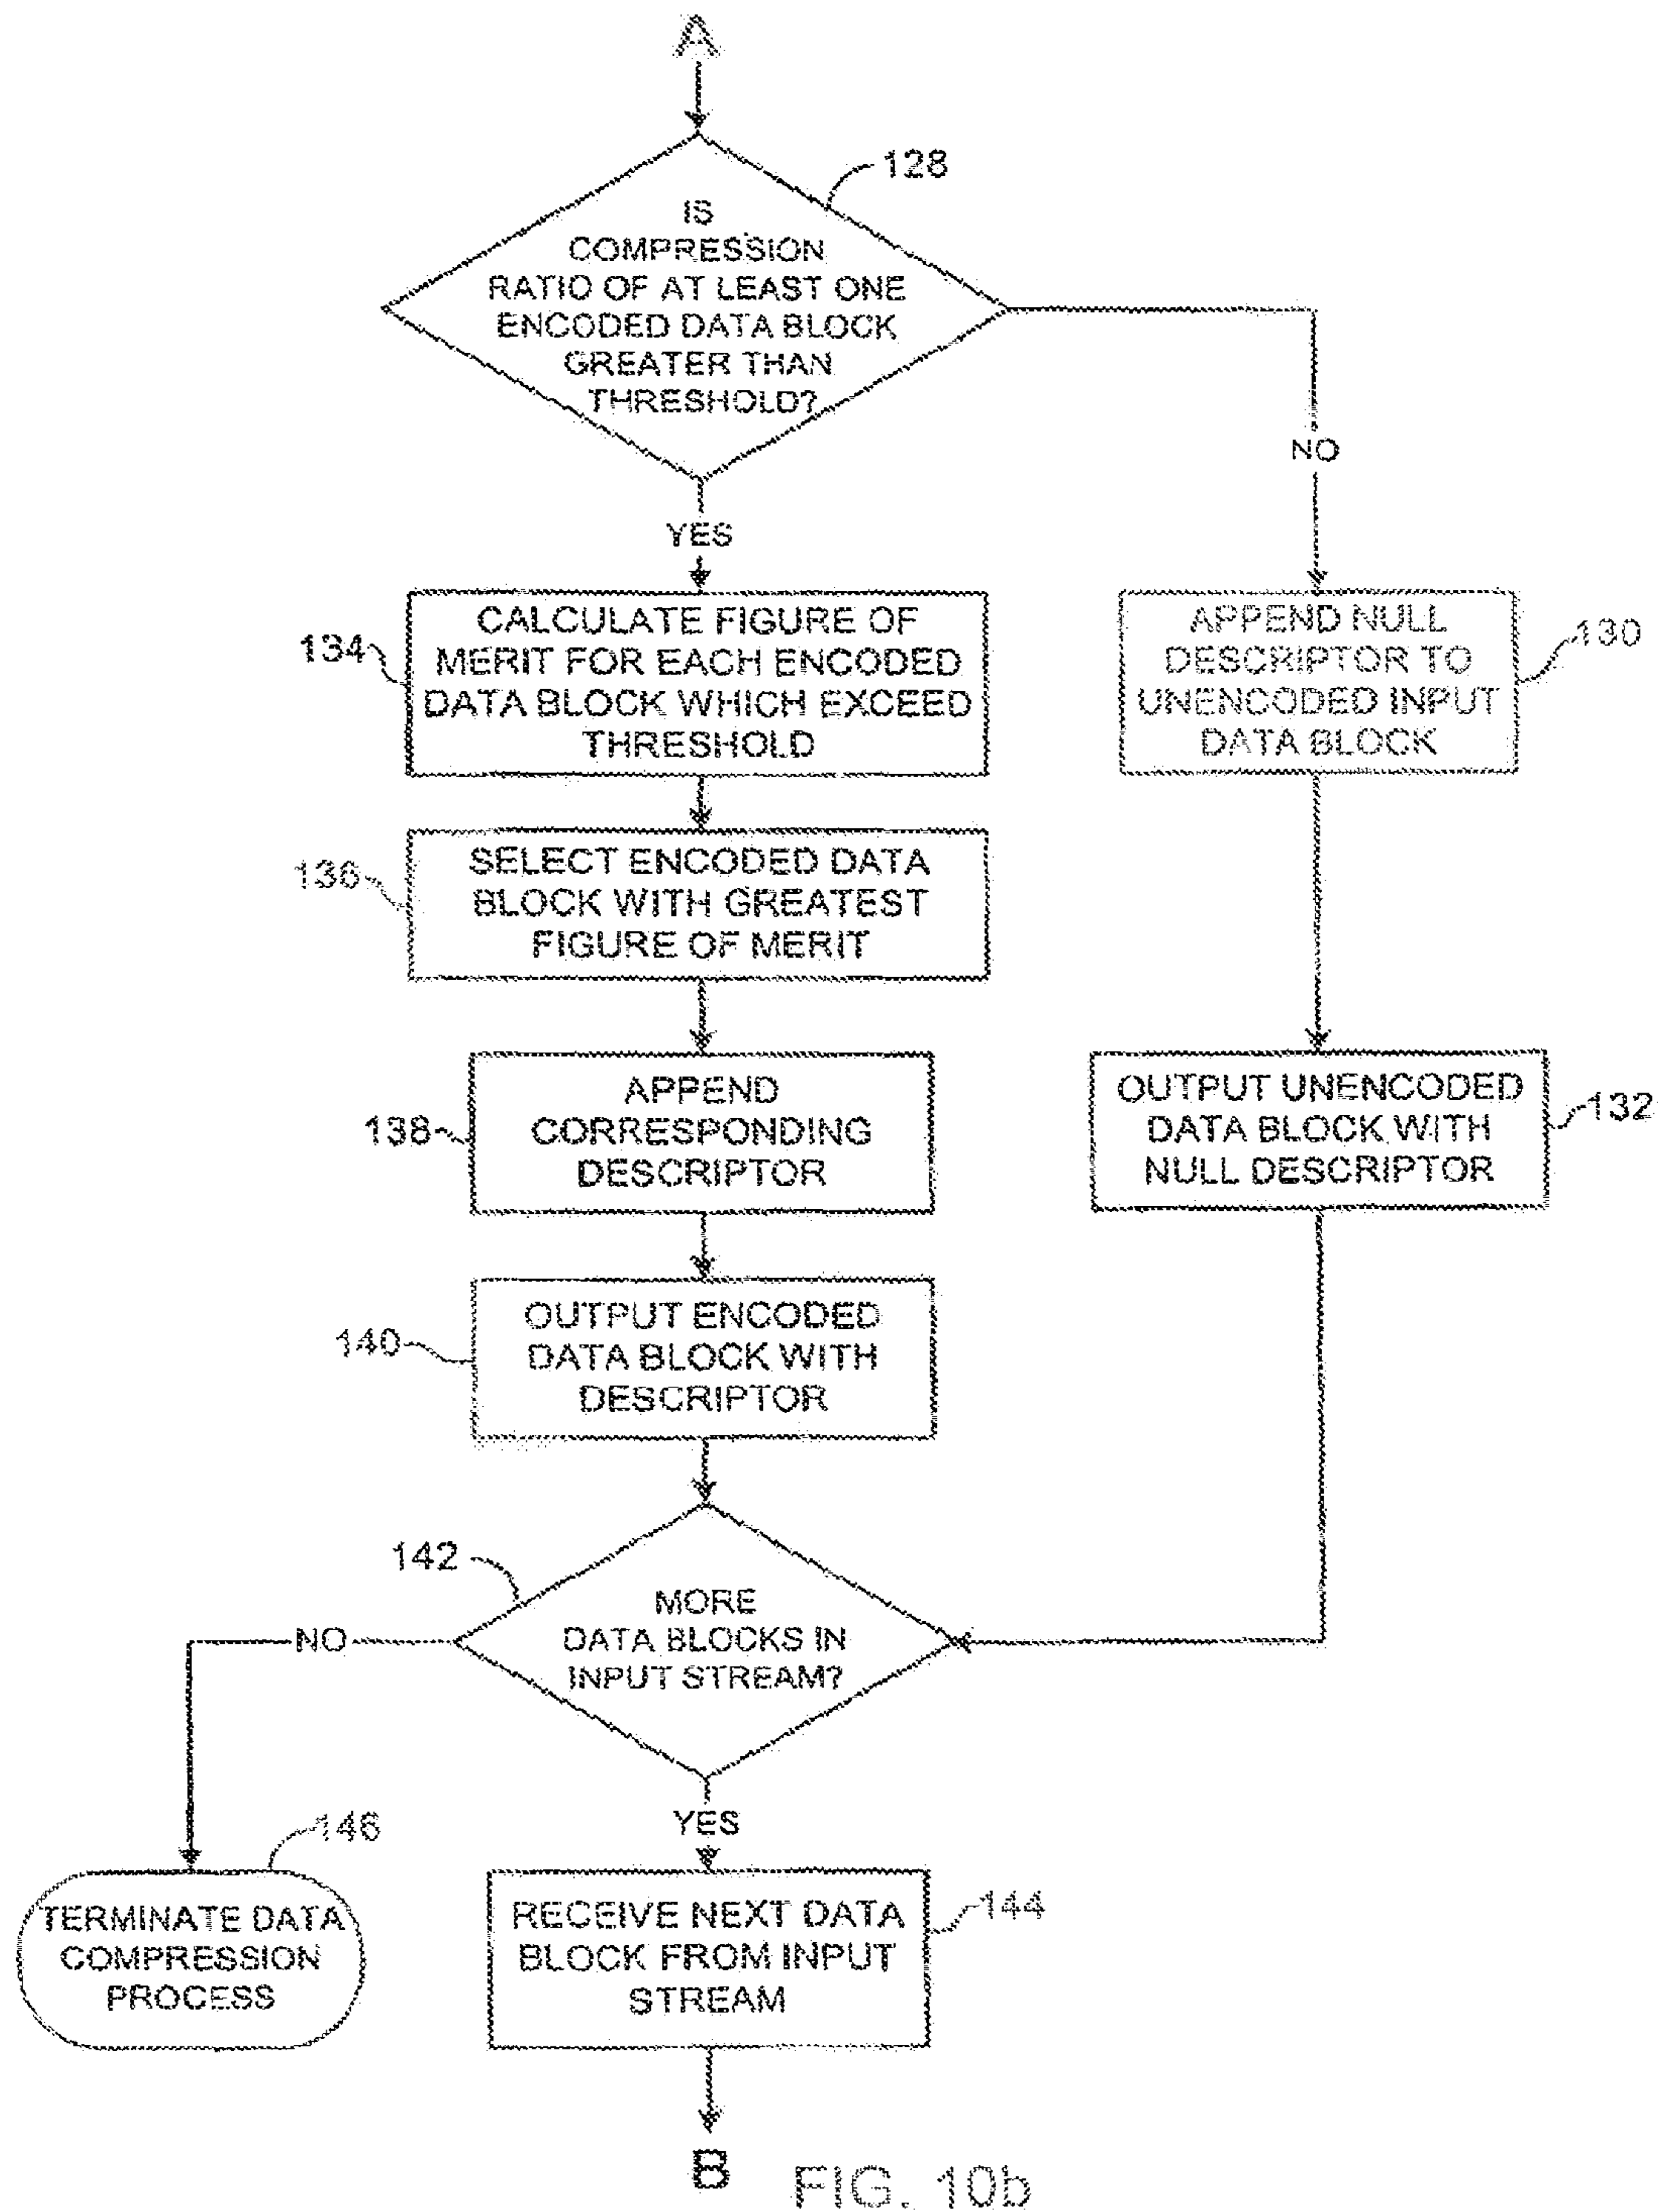 A
128
IS
COMPRESSION
RATIO OF AT LEAST ONE
ENCODED DATA BLOCK
GREATER THAN
THRESHOLD?
NO
YES
134
CALCULATE FIGURE OF
MERIT FOR EACH ENCODED
DATA BLOCK WHICH EXCEED
THRESHOLD
APPEND NULL
DESCRIPTOR TO
UNENCODED INPUT
DATA BLOCK
130
136
SELECT ENCODED DATA
BLOCK WITH GREATEST
FIGURE OF MERIT
138
APPEND
CORRESPONDING
DESCRIPTOR
OUTPUT UNENCODED
DATA BLOCK WITH
NULL DESCRIPTOR
132
140
OUTPUT ENCODED
DATA BLOCK WITH
DESCRIPTOR
142
MORE
DATA BLOCKS IN
INPUT STREAM?
NO
YES
146
TERMINATE DATA
COMPRESSION
PROCESS
RECEIVE NEXT DATA
BLOCK FROM INPUT
STREAM
144
B
FIG. 10b